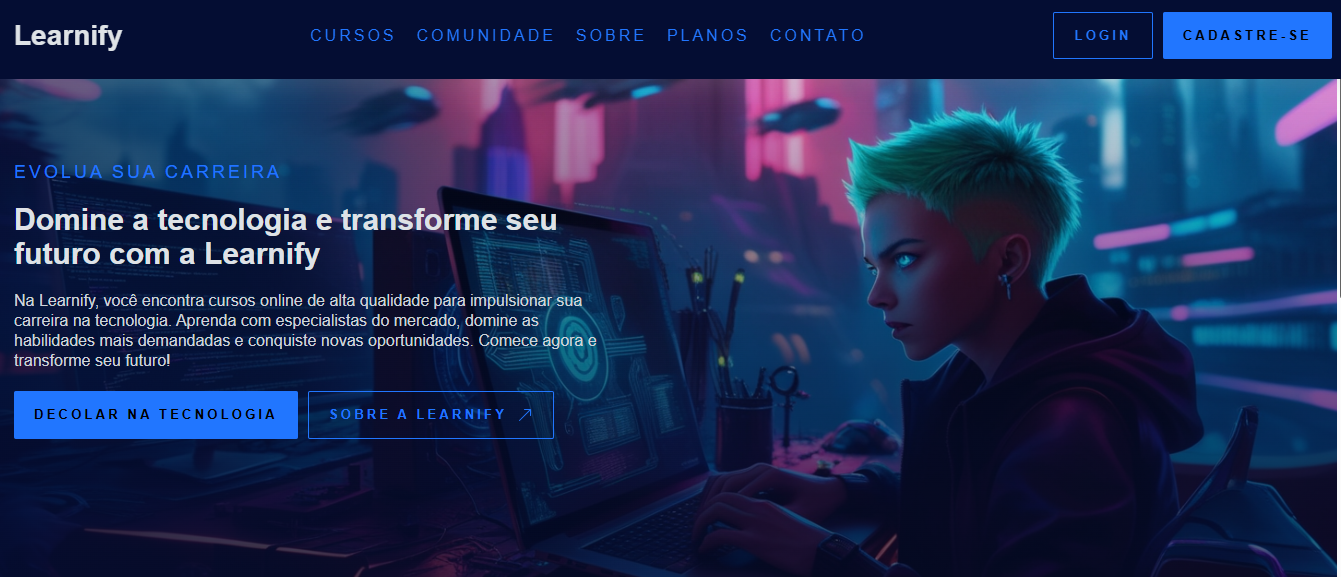 Learnify
CURSOS COMUNIDADE SOBRE PLANOS CONTATO
LOGIN
CADASTRE-SE
EVOLUA SUA CARREIRA
Domine a tecnologia e transforme seu
futuro com a Learnify
Na Learnify, você encontra cursos online de alta qualidade para impulsionar sua
carreira na tecnologia. Aprenda com especialistas do mercado, domine as
habilidades mais demandadas e conquiste novas oportunidades. Comece agora e
transforme seu futuro!
DECOLAR NA TECNOLOGIA
SOBRE A LEARNIFY